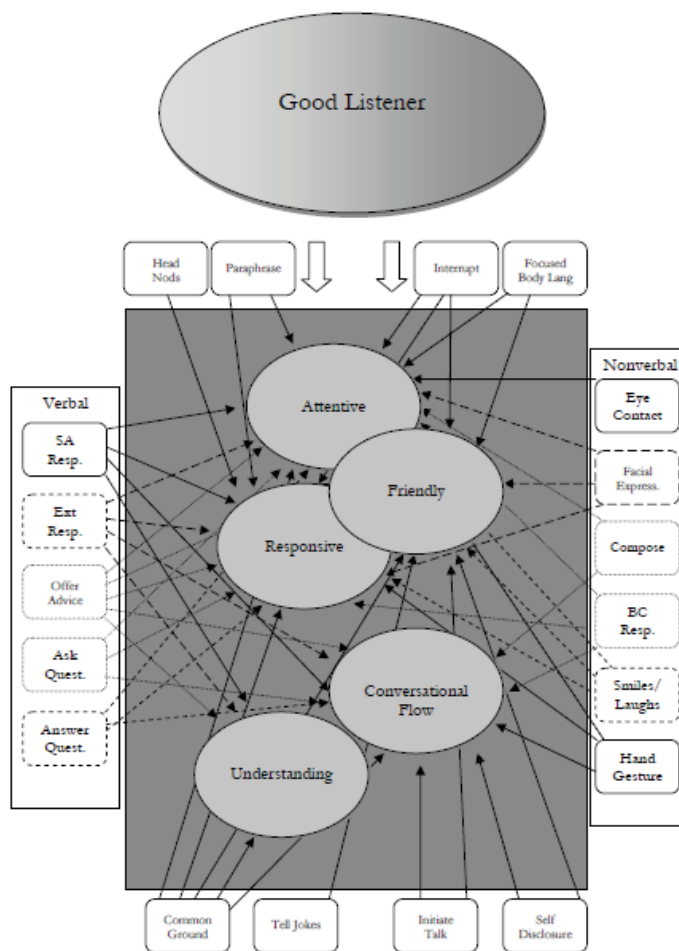 Good Listener
Head
Nods
Paraphrase
Interrupt
Focused
Body Lang
Verbal
SA
Resp.
Ext
Resp.
Offer
Advice
Ask
Quest.
Answer
Quest.
Attentive
Friendly
Responsive
Conversational
Flow
Understanding
Nonverbal
Eye
Contact
Facial
Express.
Compose
BC
Resp.
Smiles/
Laughs
Hand
Gesture
Common
Ground
Tell Jokes
Initiate
Talk
Self
Disclosure